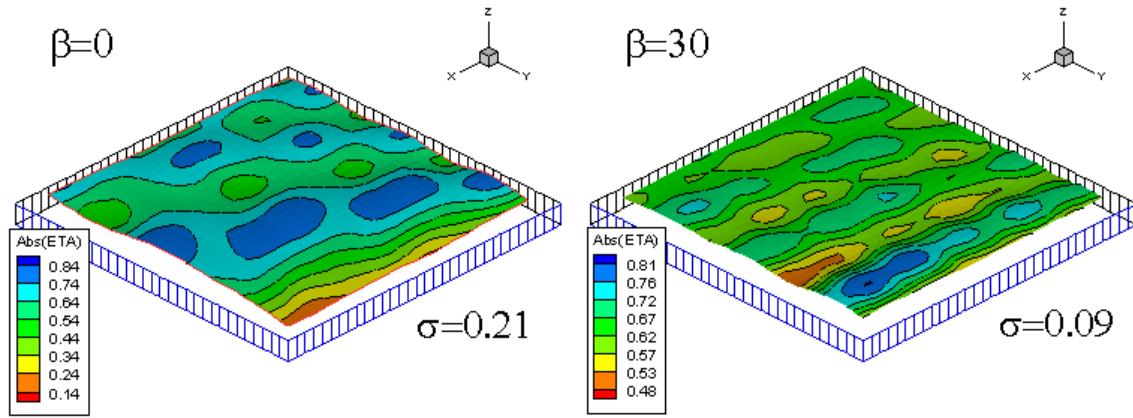 β=0
Z
X
Y
Abs(ETA)
0.84
0.74
0.64
0.54
0.44
0.34
0.24
0.14
σ=0.21
β=30
Z
X
Y
Abs(ETA)
0.81
0.76
0.72
0.67
0.62
0.57
0.53
0.48
σ=0.09